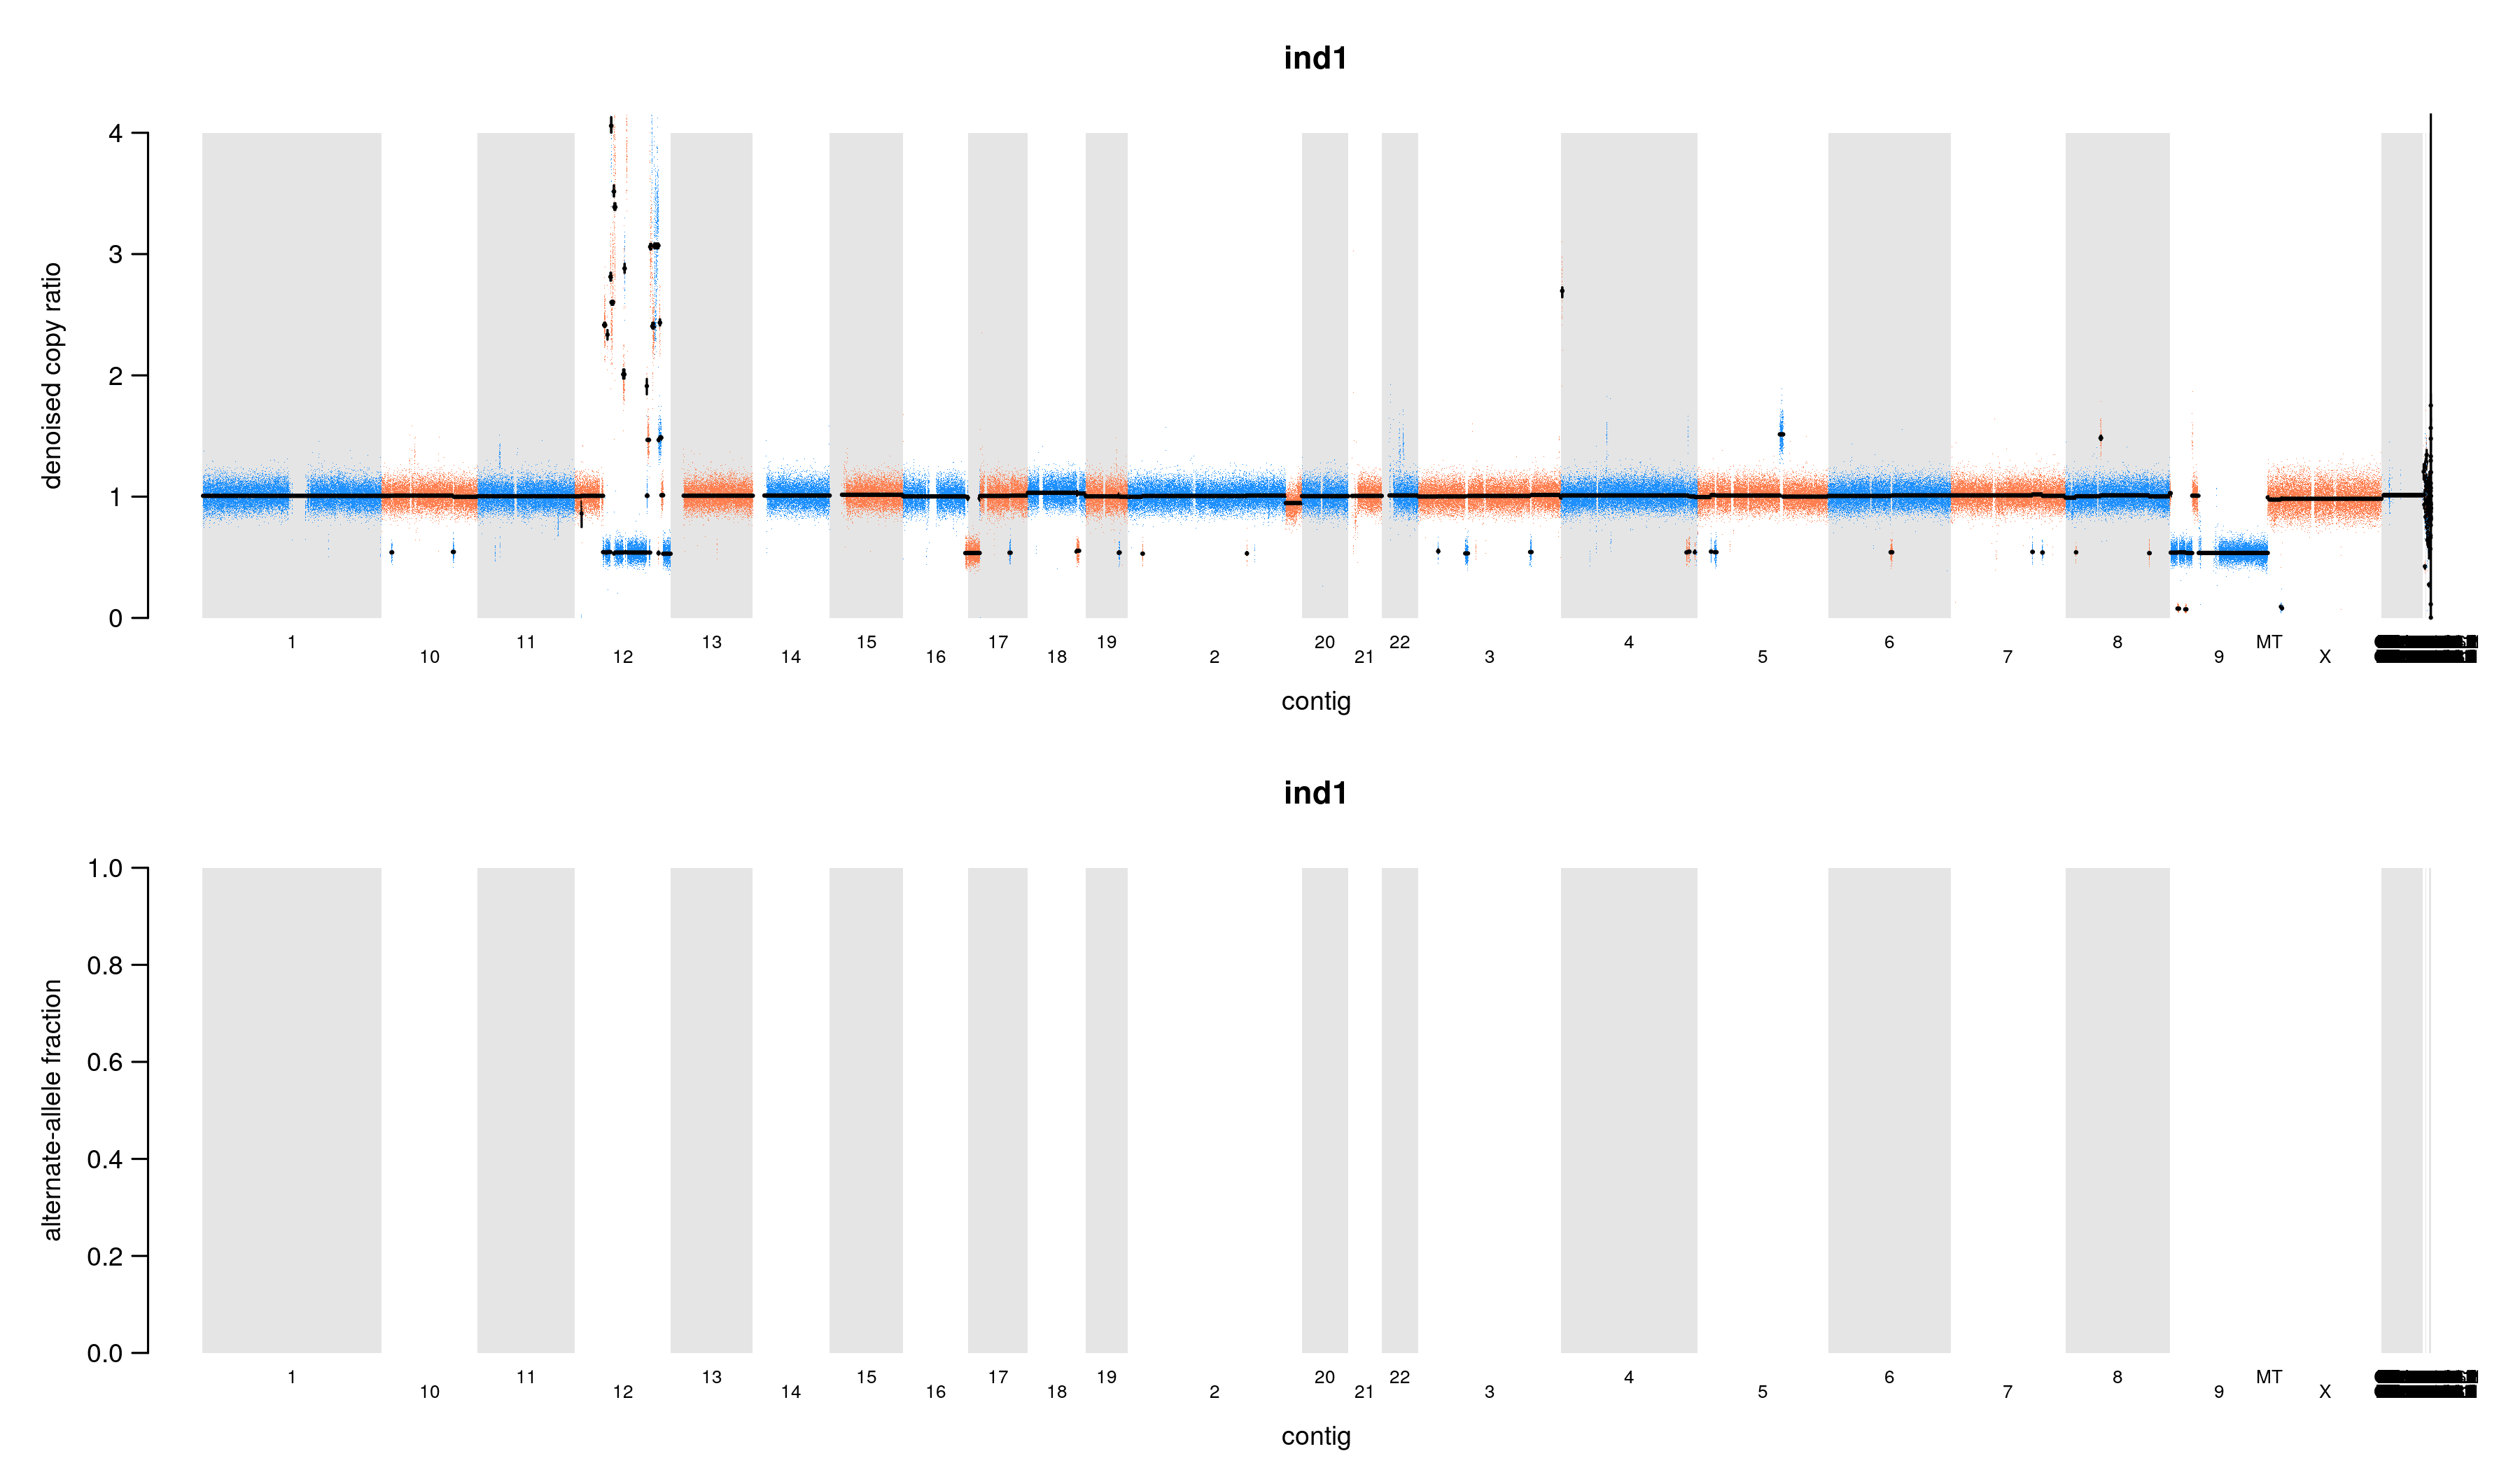 ind1
4
3
2
1
0
denoised copy ratio
1 11 13 15 17 19 20 22 4 6 8 MT
10 12 14 16 18 2 21 3 5 7 9 X
contig
ind1
1.0
0.8
0.6
0.4
0.2
0.0
alternate-allele fraction
1 11 13 15 17 19 20 22 4 6 8 MT
10 12 14 16 18 2 21 3 5 7 9 X
contig